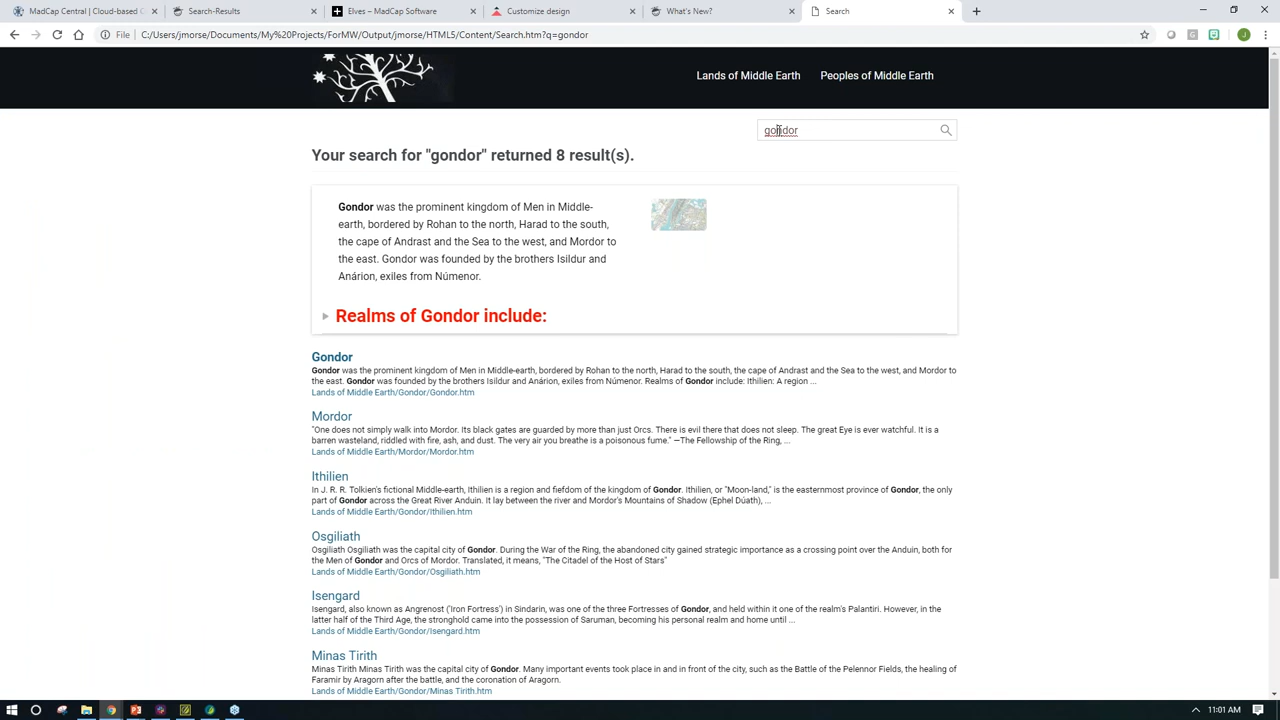 MadCap Central | Cloud-based C
Search-Results
Elves – MadCap Software
Customize design
What's New?
Search
File | C:/Users/jmorse/Documents/My%20Projects/ForMW/Output/jmorse/HTML5/Content/Search.htm?q=gondor
J
Lands of Middle Earth
Peoples of Middle Earth
gondor
Your search for "gondor" returned 8 result(s).
Gondor was the prominent kingdom of Men in Middle-
earth, bordered by Rohan to the north, Harad to the south,
the cape of Andrast and the Sea to the west, and Mordor to
the east. Gondor was founded by the brothers Isildur and
Anárion, exiles from Númenor.
Realms of Gondor include:
Gondor
Gondor was the prominent kingdom of Men in Middle-earth, bordered by Rohan to the north, Harad to the south, the cape of Andrast and the Sea to the west, and Mordor to
the east. Gondor was founded by the brothers Isildur and Anárion, exiles from Númenor. Realms of Gondor include: Ithilien: A region ...
Lands of Middle Earth/Gondor/Gondor.htm
Mordor
"One does not simply walk into Mordor. Its black gates are guarded by more than just Orcs. There is evil there that does not sleep. The great Eye is ever watchful. It is a
barren wasteland, riddled with fire, ash, and dust. The very air you breathe is a poisonous fume." —The Fellowship of the Ring, ...
Lands of Middle Earth/Mordor/Mordor.htm
Ithilien
In J. R. R. Tolkien's fictional Middle-earth, Ithilien is a region and fiefdom of the kingdom of Gondor. Ithilien, or "Moon-land," is the easternmost province of Gondor, the only
part of Gondor across the Great River Anduin. It lay between the river and Mordor's Mountains of Shadow (Ephel Dúath), ...
Lands of Middle Earth/Gondor/Ithilien.htm
Osgiliath
Osgiliath Osgiliath was the capital city of Gondor. During the War of the Ring, the abandoned city gained strategic importance as a crossing point over the Anduin, both for
the Men of Gondor and Orcs of Mordor. Translated, it means, "The Citadel of the Host of Stars"
Lands of Middle Earth/Gondor/Osgiliath.htm
Isengard
Isengard, also known as Angrenost ('Iron Fortress') in Sindarin, was one of the three Fortresses of Gondor, and held within it one of the realm's Palantiri. However, in the
latter half of the Third Age, the stronghold came into the possession of Saruman, becoming his personal realm and home until ...
Lands of Middle Earth/Gondor/Isengard.htm
Minas Tirith
Minas Tirith Minas Tirith was the capital city of Gondor. Many important events took place in and in front of the city, such as the Battle of the Pelennor Fields, the healing of
Faramir by Aragorn after the battle, and the coronation of Aragorn.
Lands of Middle Earth/Gondor/Minas Tirith.htm
11:01 AM